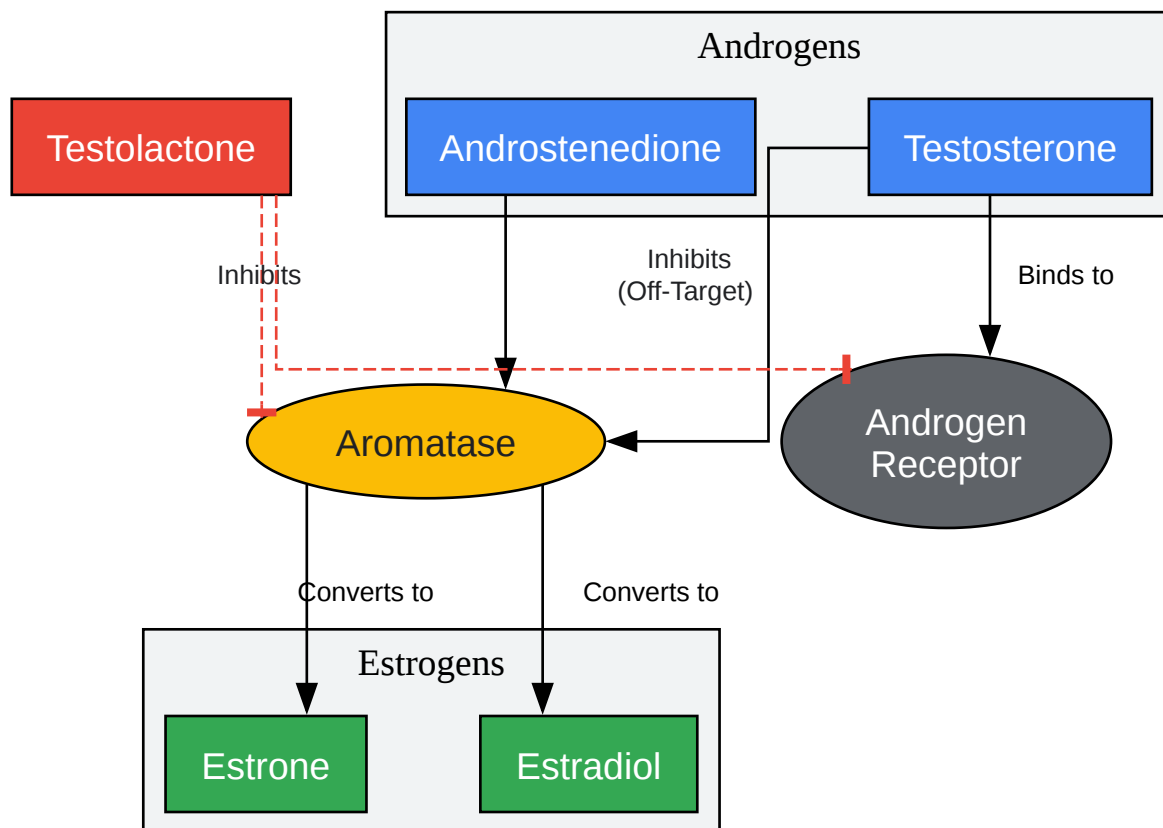 Androgens
Testolactone
Androstenedione
Testosterone
Inhibits
Inhibits
(Off-Target)
Binds to
Aromatase
Androgen
Receptor
Converts to
Converts to
Estrogens
Estrone
Estradiol